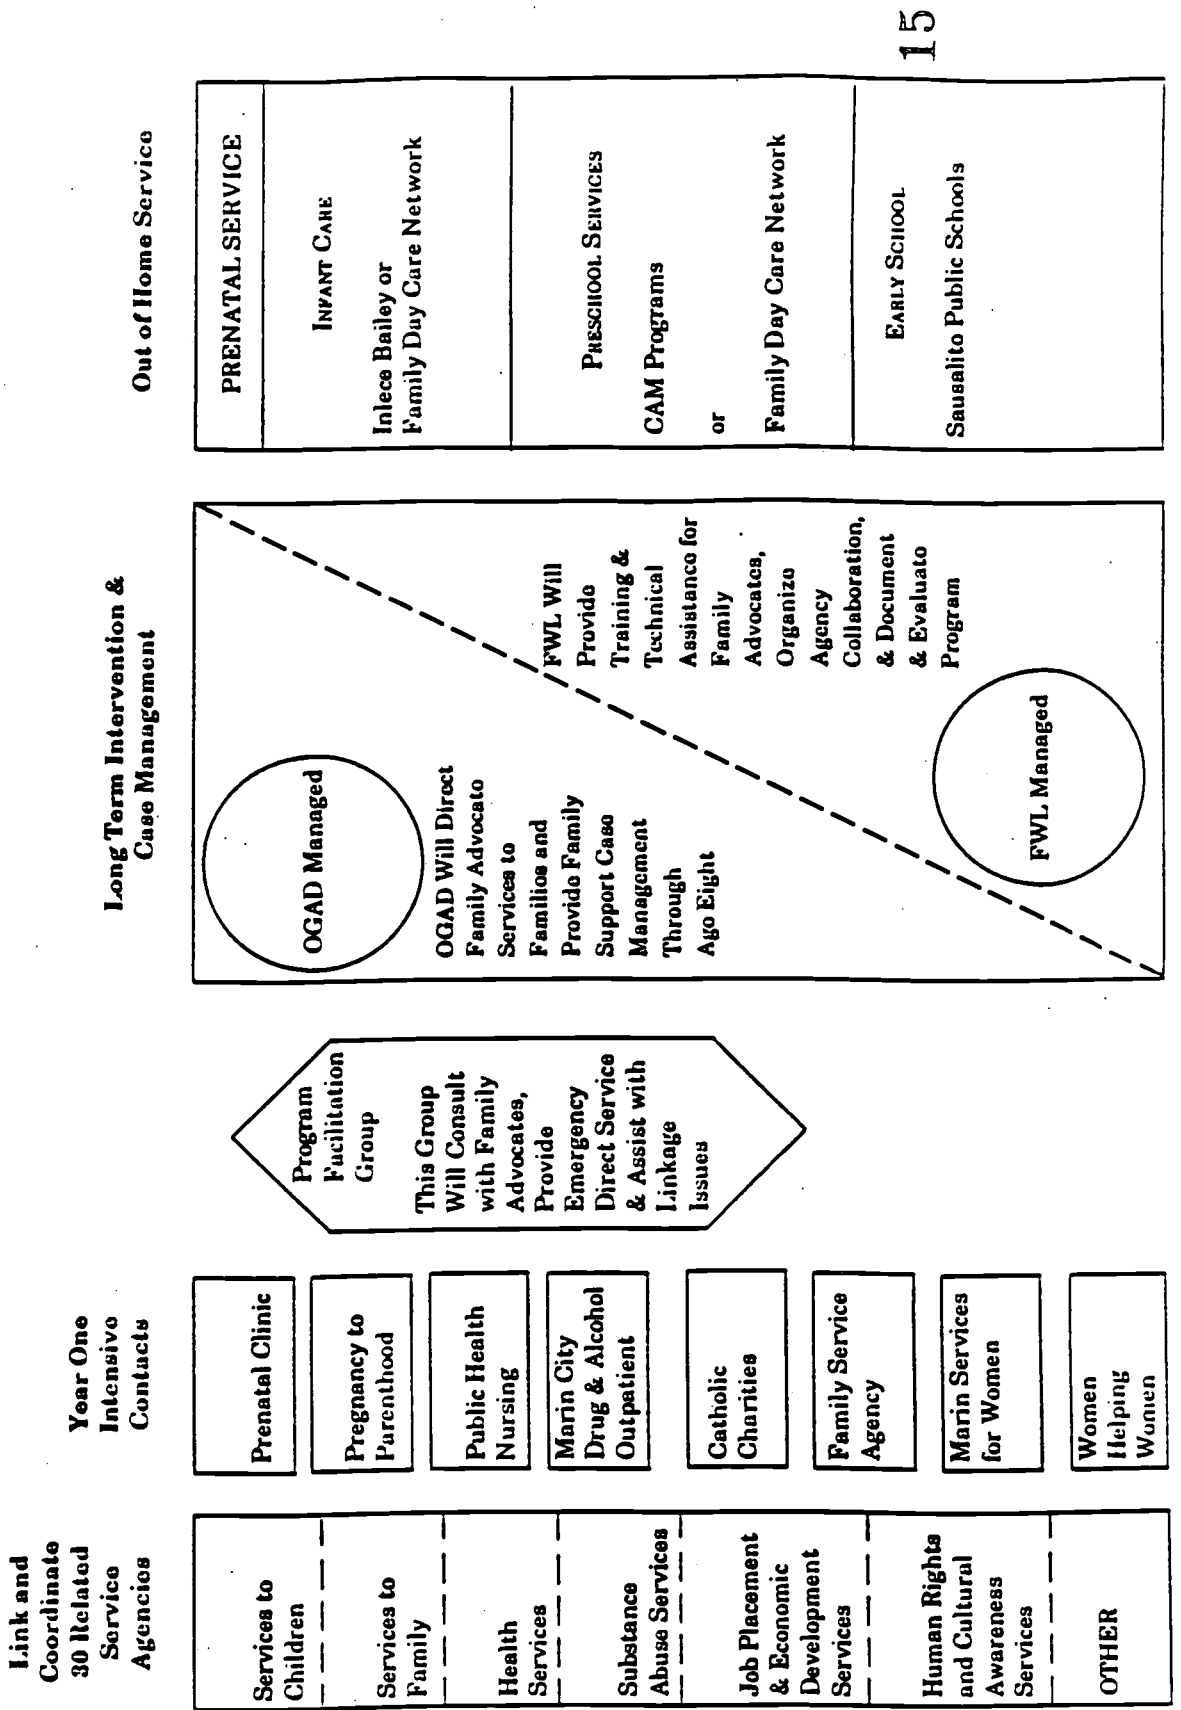 Link and
Coordinate
30 Related
Service
Agencies
Services to
Children
Services to
Family
Health
Services
Substance
Abuse Services
Job Placement
& Economic
Development
Services
Human Rights
and Cultural
Awareness
Services
OTHER
Year One
Intensive
Contacts
Prenatal Clinic
Pregnancy to
Parenthood
Public Health
Nursing
Marin City
Drug & Alcohol
Outpatient
Catholic
Charities
Family Service
Agency
Marin Services
for Women
Women
Helping
Women
Program
Facilitation
Group
This Group
Will Consult
with Family
Advocates,
Provide
Emergency
Direct Service
& Assist with
Linkage
Issues
Long Term Intervention &
Case Management
OGAD Managed
OGAD Will Direct
Family Advocate
Services to
Families and
Provide Family
Support Case
Management
Through
Age Eight
FWL Will
Provide
Training &
Technical
Assistance for
Family
Advocates,
Organize
Agency
Collaboration,
& Document
& Evaluate
Program
FWL Managed
Out of Home Service
PRENATAL SERVICE
INFANT CARE
Inlece Bailey or
Family Day Care Network
PRESCHOOL SERVICES
CAM Programs
or
Family Day Care Network
EARLY SCHOOL
Sausalito Public Schools
15